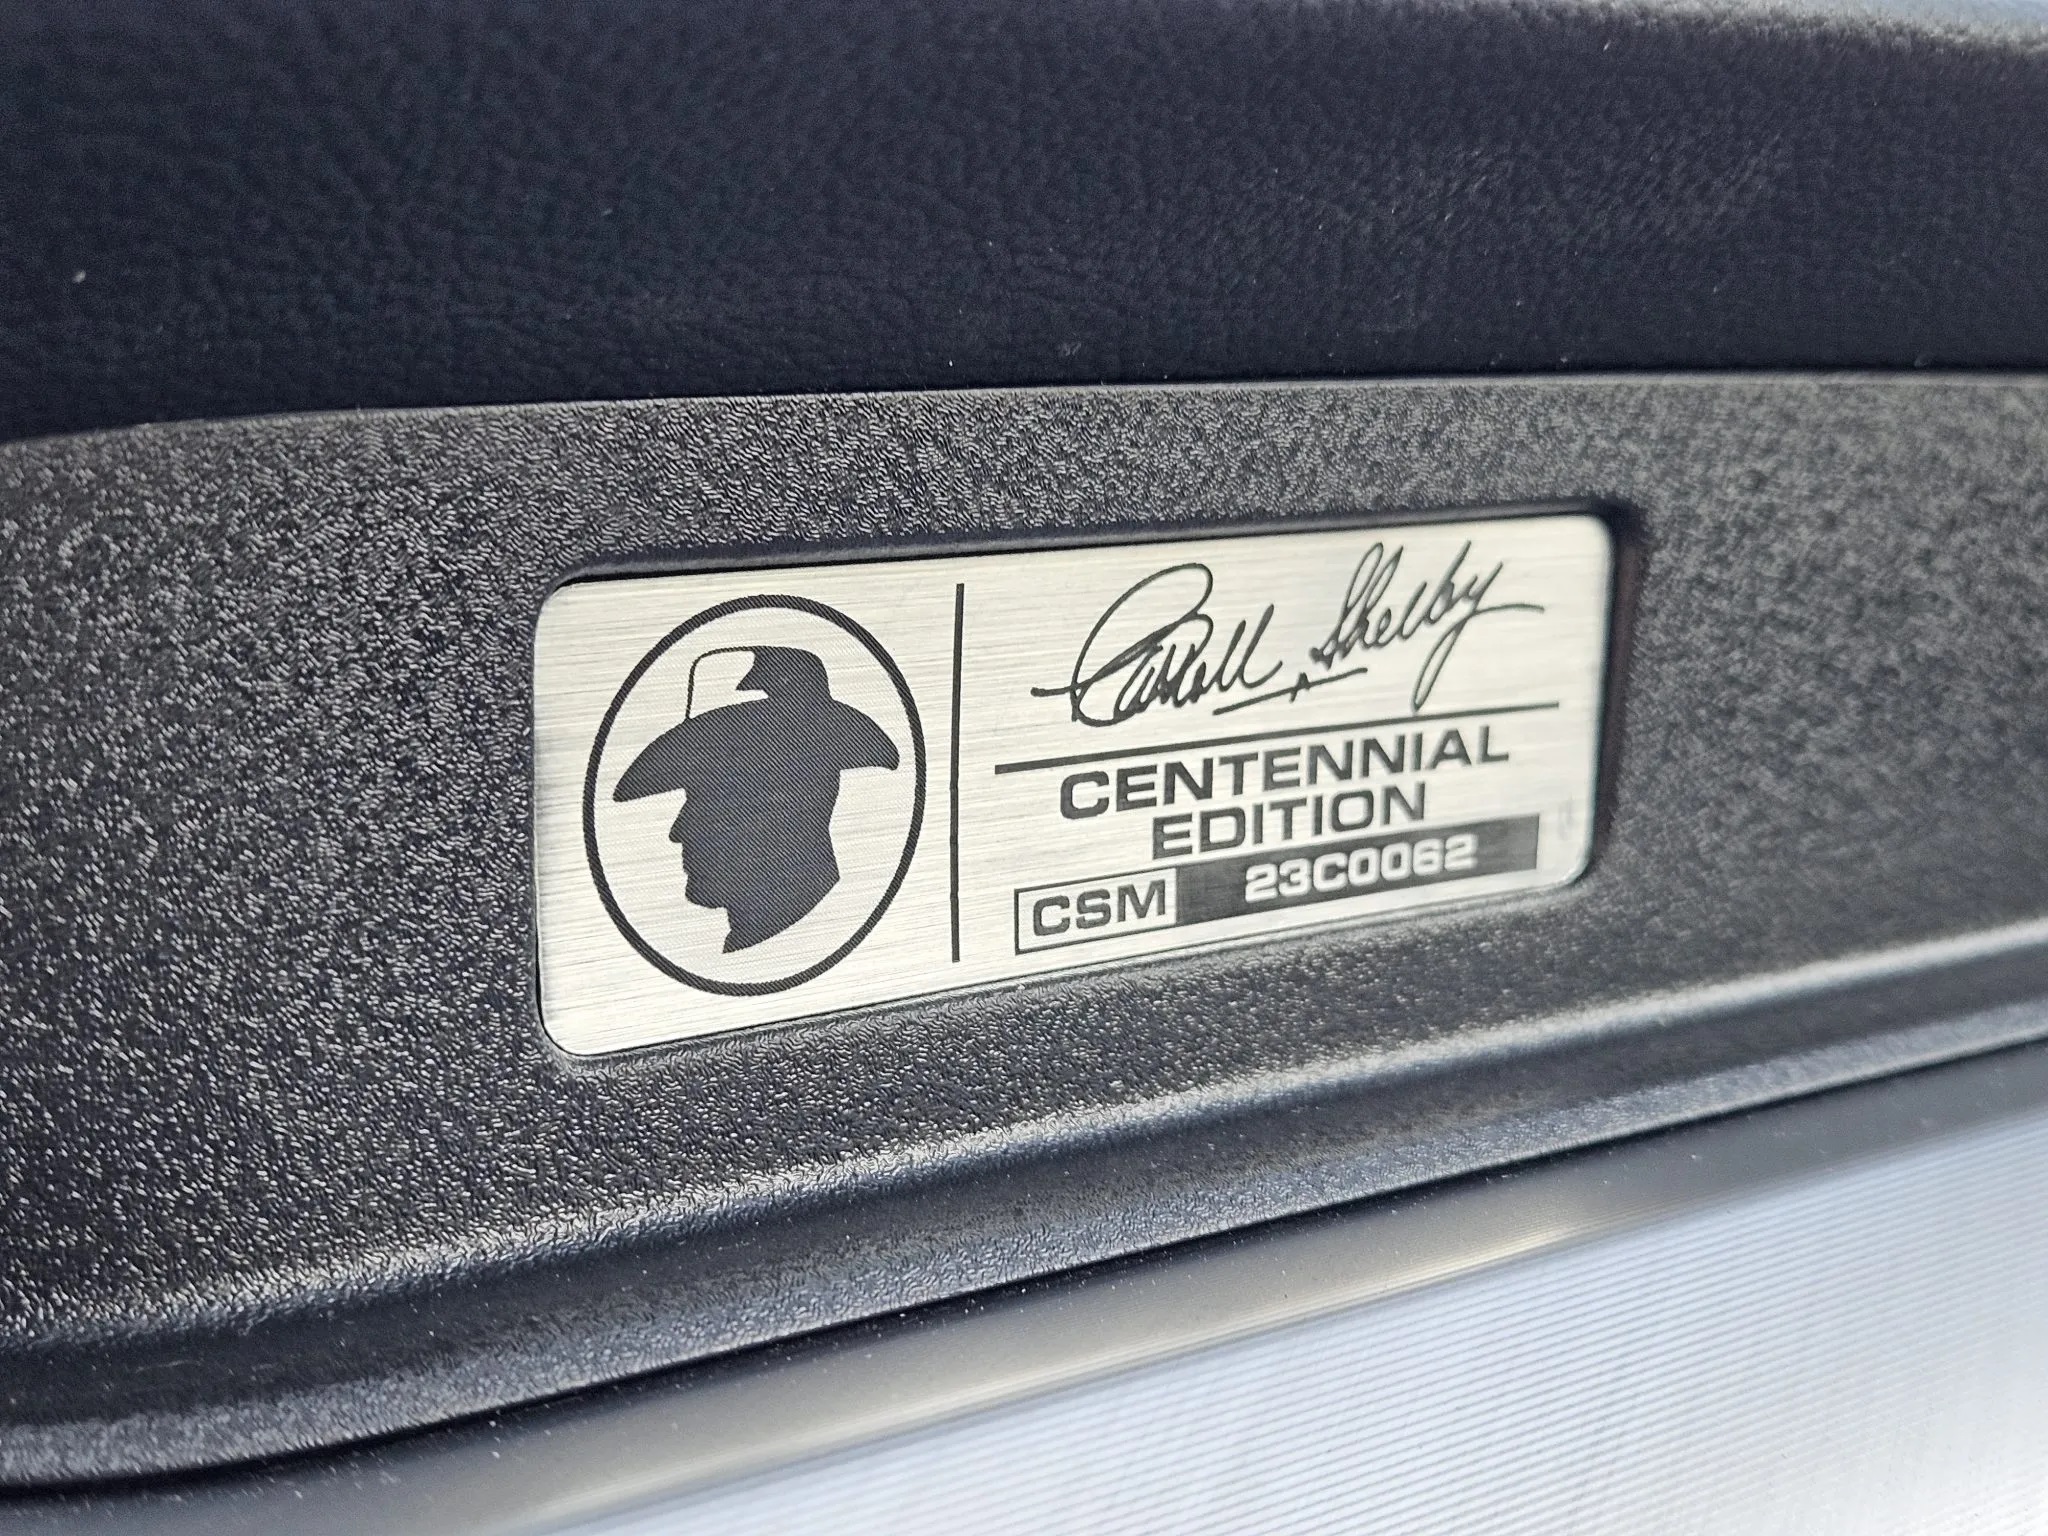 Carroll Shelby
CENTENNIAL
EDITION
CSM 23C0062